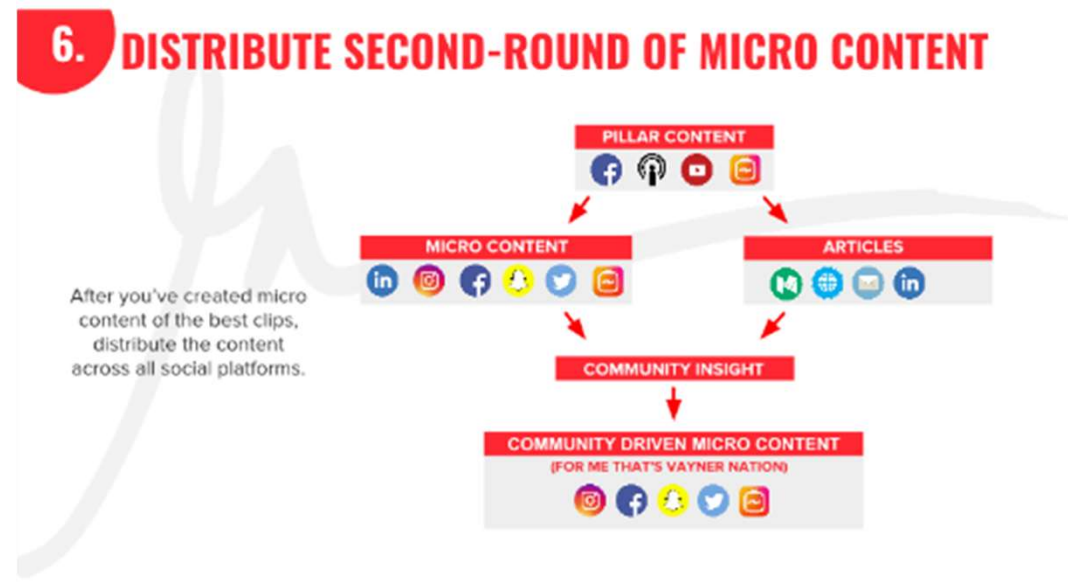 6. DISTRIBUTE SECOND-ROUND OF MICRO CONTENT
PILLAR CONTENT
MICRO CONTENT
ARTICLES
After you've created micro
content of the best clips,
distribute the content
across all social platforms.
COMMUNITY INSIGHT
COMMUNITY DRIVEN MICRO CONTENT
(FOR ME THAT'S VAYNER NATION)